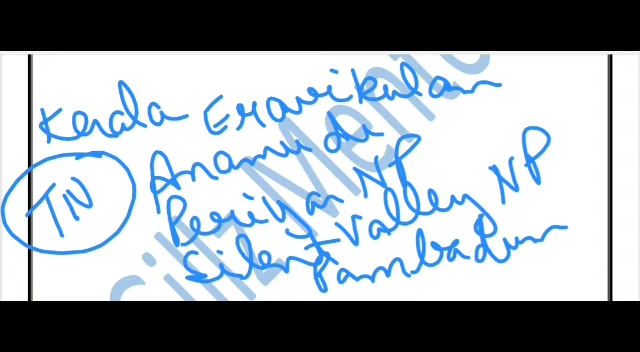 Kerala Eravikulam
TN Anamudi
Periyar NP
Silent Valley NP
Pambadum